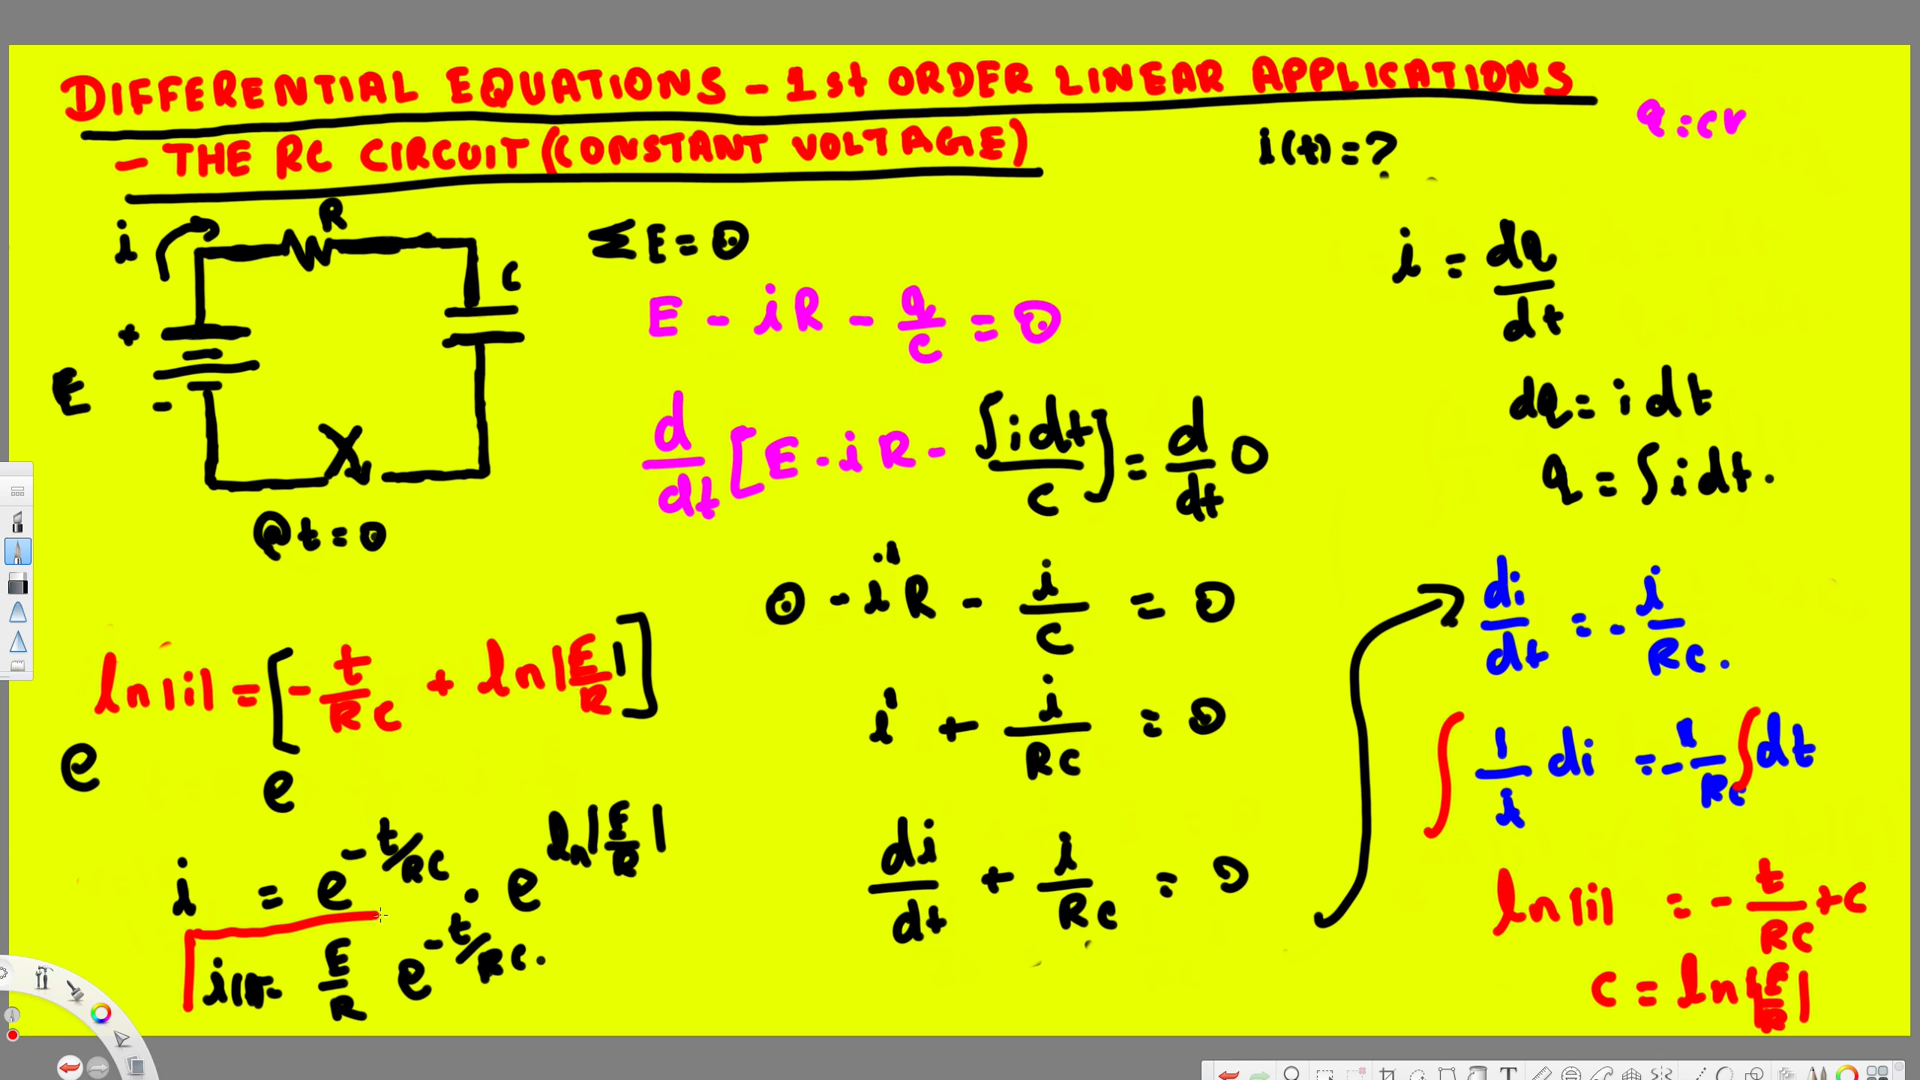 DIFFERENTIAL EQUATIONS - 1st ORDER LINEAR APPLICATIONS
- THE RC CIRCUIT (CONSTANT VOLTAGE)
i(t) = ?
q = cv
i
R
C
+
E
-
@ t = 0
ΣE = 0
E - iR - q/c = 0
d/dt [E - iR - ∫idt/C] = d/dt 0
0 - i'R - i/C = 0
i' + i/RC = 0
di/dt + i/RC = 0
i = dq/dt
dq = idt
q = ∫idt.
di/dt = - i/RC.
∫ 1/i di = - 1/RC ∫dt
ln|i| = - t/RC + C
C = ln|E/R|
e^ln|i| = e^[- t/RC + ln|E/R|]
i = e^-t/RC · e^ln|E/R|
i(t) = E/R e^-t/RC.
T